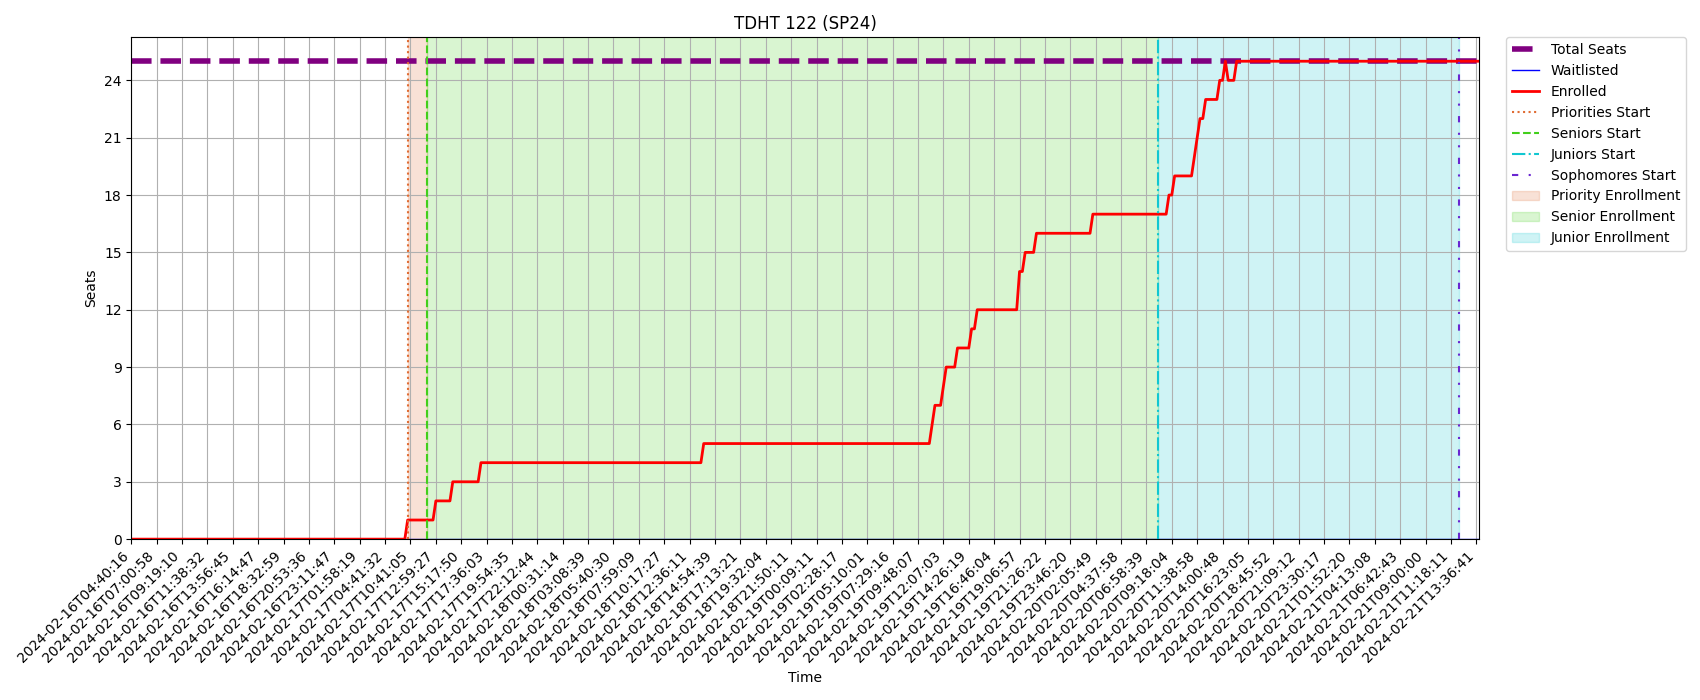 TDHT 122 (SP24)
Total Seats
Waitlisted
Enrolled
Priorities Start
Seniors Start
Juniors Start
Sophomores Start
Priority Enrollment
Senior Enrollment
Junior Enrollment
Seats
24
21
18
15
12
9
6
3
0
2024-02-16T04:40:16
2024-02-16T07:00:58
2024-02-16T09:19:10
2024-02-16T11:38:32
2024-02-16T13:56:45
2024-02-16T16:14:47
2024-02-16T18:32:59
2024-02-16T20:53:36
2024-02-16T23:11:47
2024-02-17T01:58:19
2024-02-17T04:41:32
2024-02-17T10:41:05
2024-02-17T12:59:27
2024-02-17T15:17:50
2024-02-17T17:36:03
2024-02-17T19:54:35
2024-02-17T22:12:44
2024-02-18T00:31:14
2024-02-18T03:08:39
2024-02-18T05:40:30
2024-02-18T07:59:09
2024-02-18T10:17:27
2024-02-18T12:36:11
2024-02-18T14:54:39
2024-02-18T17:13:21
2024-02-18T19:32:04
2024-02-18T21:50:11
2024-02-19T00:09:11
2024-02-19T02:28:17
2024-02-19T05:10:01
2024-02-19T07:29:16
2024-02-19T09:48:07
2024-02-19T12:07:03
2024-02-19T14:26:19
2024-02-19T16:46:04
2024-02-19T19:06:57
2024-02-19T21:26:22
2024-02-19T23:46:20
2024-02-20T02:05:49
2024-02-20T04:37:58
2024-02-20T06:58:39
2024-02-20T09:18:04
2024-02-20T11:38:58
2024-02-20T14:00:48
2024-02-20T16:23:05
2024-02-20T18:45:52
2024-02-20T21:09:12
2024-02-20T23:30:17
2024-02-21T01:52:20
2024-02-21T04:13:08
2024-02-21T06:42:43
2024-02-21T09:00:00
2024-02-21T11:18:11
2024-02-21T13:36:41
Time